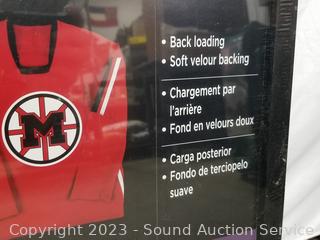 M
• Back loading
• Soft velour backing
• Chargement par
l'arrière
• Fond en velours doux
• Carga posterior
• Fondo de terciopelo
suave
Copyright 2023 - Sound Auction Service